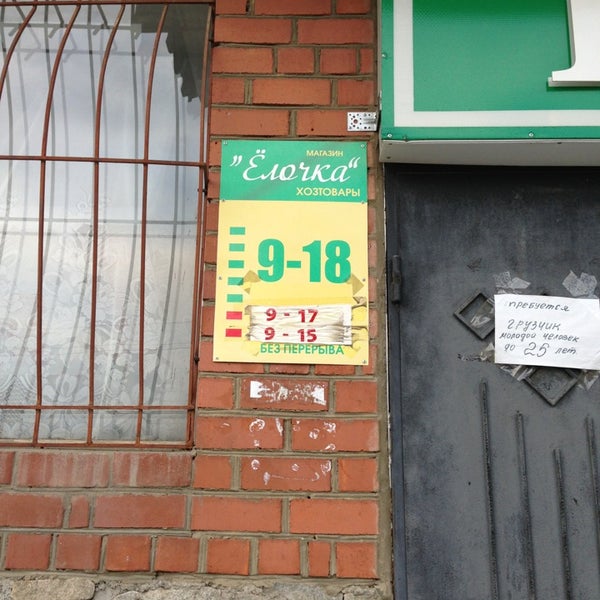 МАГАЗИН
„Ёлочка“
ХОЗТОВАРЫ
9-18
9 - 17
9 - 15
БЕЗ ПЕРЕРЫВА
требуется
грузчик
молодой человек
до 25 лет.